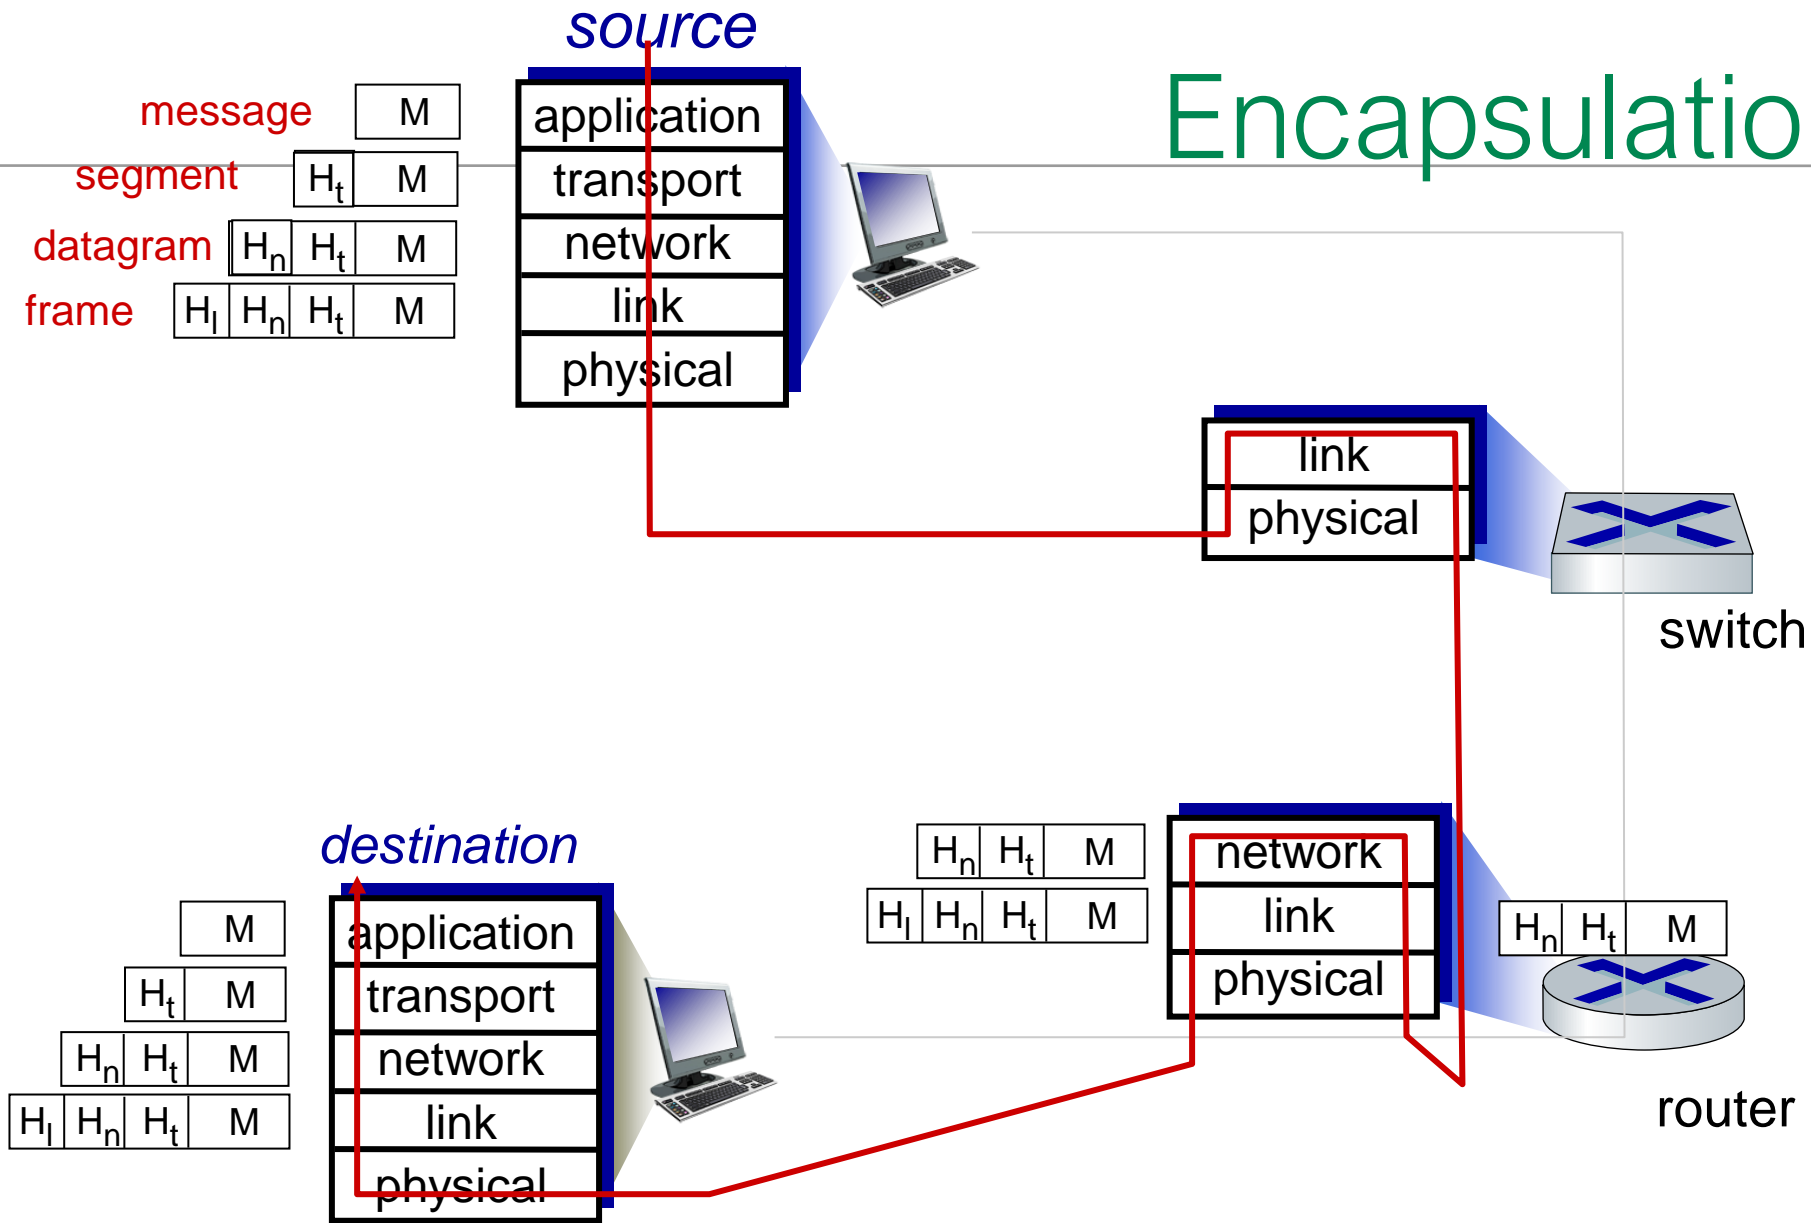 source
Encapsulatio
message M
application
segment Ht M
transport
datagram Hn Ht M
network
frame Hl Hn Ht M
link
physical
link
physical
switch
destination
Hn Ht M
network
Hl Hn Ht M
link
physical
Hn Ht M
router
M
application
Ht M
transport
Hn Ht M
network
Hl Hn Ht M
link
physical